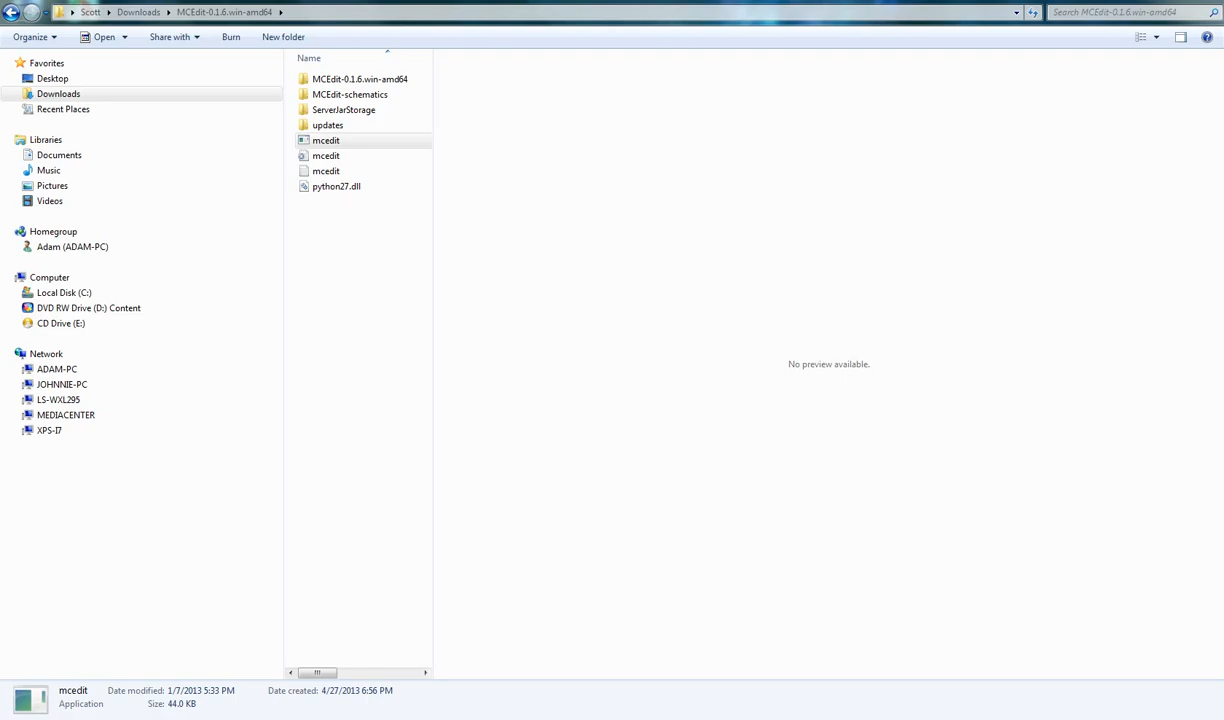 Scott ▸ Downloads ▸ MCEdit-0.1.6.win-amd64 ▸
Search MCEdit-0.1.6.win-amd64
Organize Open Share with Burn New folder
Favorites
Desktop
Downloads
Recent Places
Libraries
Documents
Music
Pictures
Videos
Homegroup
Adam (ADAM-PC)
Computer
Local Disk (C:)
DVD RW Drive (D:) Content
CD Drive (E:)
Network
ADAM-PC
JOHNNIE-PC
LS-WXL295
MEDIACENTER
XPS-I7
Name
MCEdit-0.1.6.win-amd64
MCEdit-schematics
ServerJarStorage
updates
mcedit
mcedit
mcedit
python27.dll
No preview available.
mcedit Date modified: 1/7/2013 5:33 PM Date created: 4/27/2013 6:56 PM
Application Size: 44.0 KB